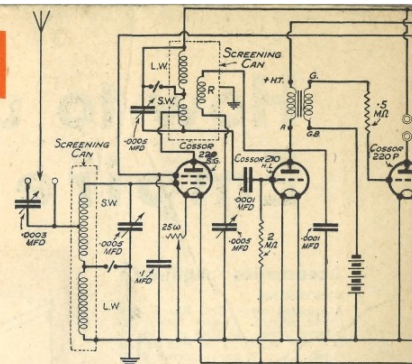 SCREENING
CAN
L.W.
S.W.
R
.0005
MFD
+H.T.
G.
A
G.B.
.5
MΩ
COSSOR
220 P.
SCREENING
CAN
COSSOR
S.G.
COSSOR 210
H.L.
.0001
MFD
S.W.
L.W.
.0003
MFD
.0005
MFD
.1
MFD
25ω
.0005
MFD
2
MΩ
.0001
MFD